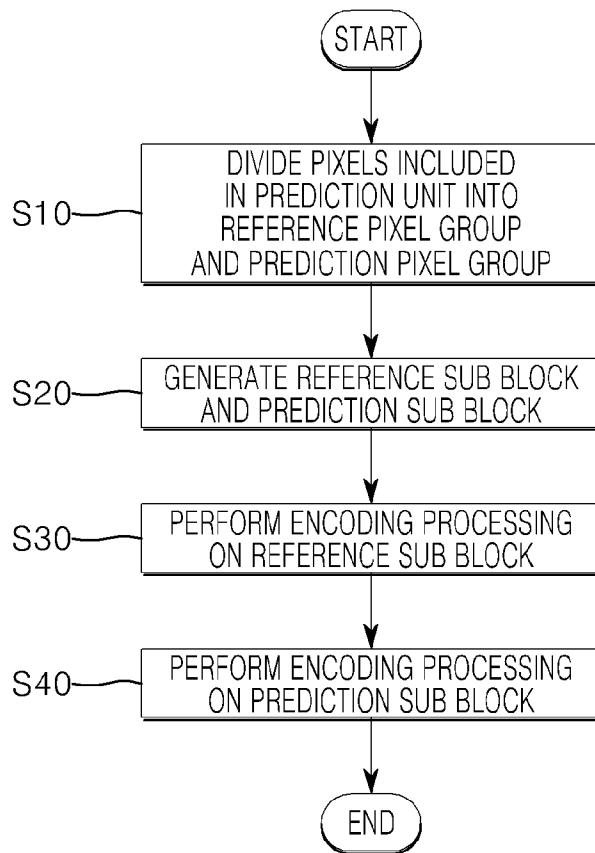 START
S10
DIVIDE PIXELS INCLUDED
IN PREDICTION UNIT INTO
REFERENCE PIXEL GROUP
AND PREDICTION PIXEL GROUP
S20
GENERATE REFERENCE SUB BLOCK
AND PREDICTION SUB BLOCK
S30
PERFORM ENCODING PROCESSING
ON REFERENCE SUB BLOCK
S40
PERFORM ENCODING PROCESSING
ON PREDICTION SUB BLOCK
END